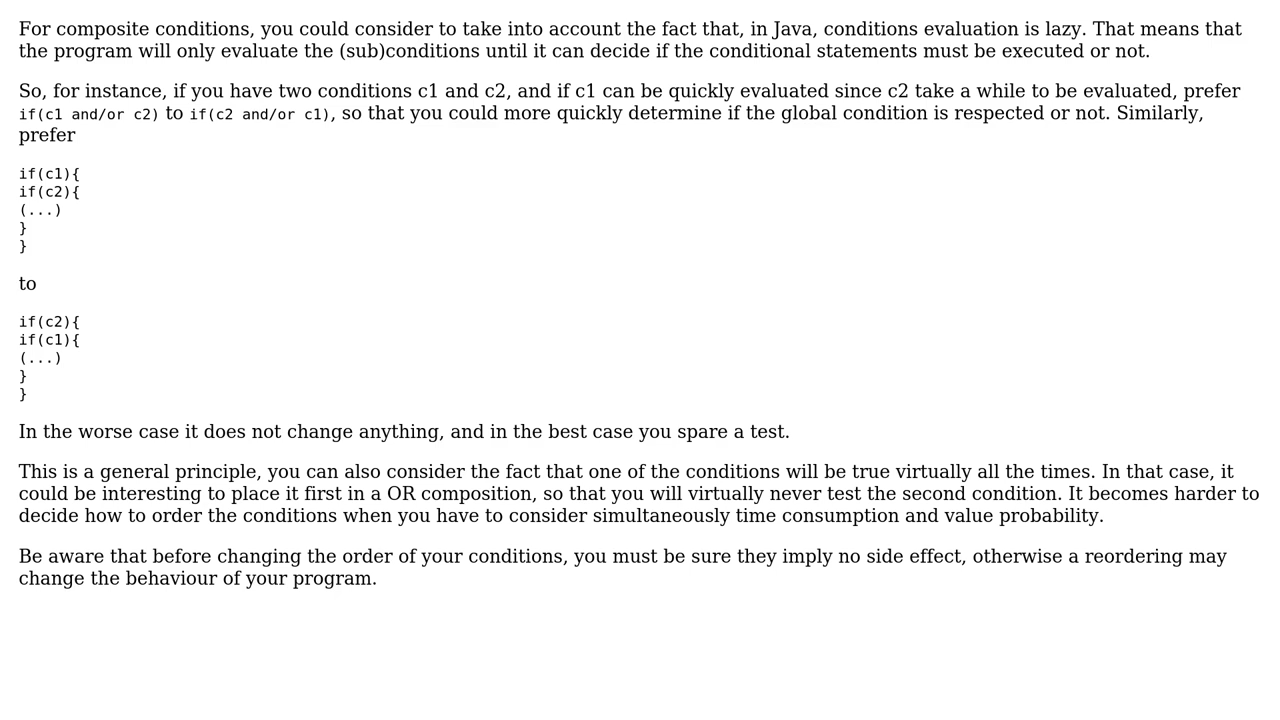 For composite conditions, you could consider to take into account the fact that, in Java, conditions evaluation is lazy. That means that
the program will only evaluate the (sub)conditions until it can decide if the conditional statements must be executed or not.
So, for instance, if you have two conditions c1 and c2, and if c1 can be quickly evaluated since c2 take a while to be evaluated, prefer
if(c1 and/or c2) to if(c2 and/or c1), so that you could more quickly determine if the global condition is respected or not. Similarly,
prefer
if(c1){
if(c2){
(...)
}
}
to
if(c2){
if(c1){
(...)
}
}
In the worse case it does not change anything, and in the best case you spare a test.
This is a general principle, you can also consider the fact that one of the conditions will be true virtually all the times. In that case, it
could be interesting to place it first in a OR composition, so that you will virtually never test the second condition. It becomes harder to
decide how to order the conditions when you have to consider simultaneously time consumption and value probability.
Be aware that before changing the order of your conditions, you must be sure they imply no side effect, otherwise a reordering may
change the behaviour of your program.